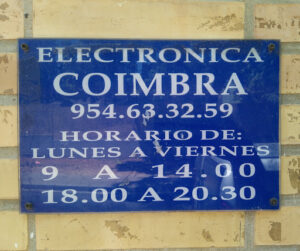 ELECTRONICA
COIMBRA
954.63.32.59
HORARIO DE:
LUNES A VIERNES
9 A 14.00
18.00 A 20.30